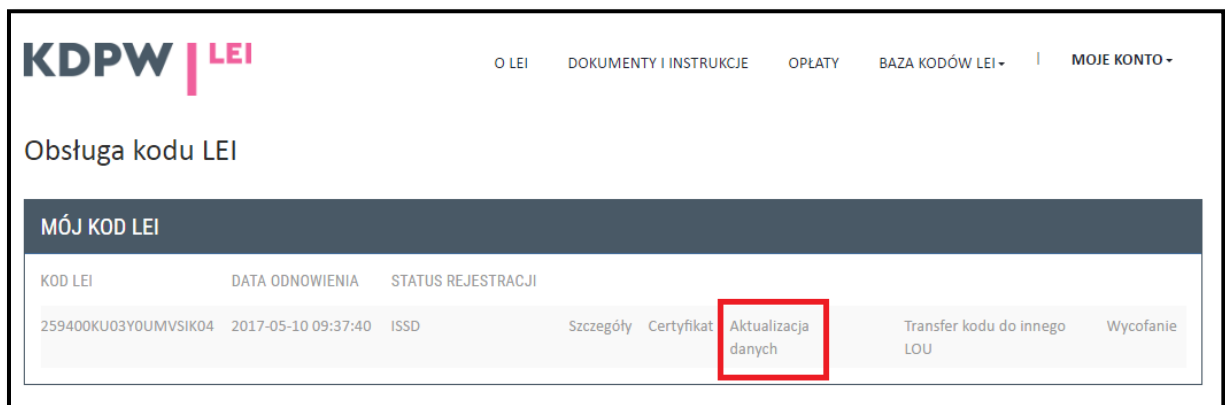 KDPW LEI
O LEI DOKUMENTY I INSTRUKCJE OPŁATY BAZA KODÓW LEI | MOJE KONTO
Obsługa kodu LEI
MÓJ KOD LEI
KOD LEI DATA ODNOWIENIA STATUS REJESTRACJI
259400KU03Y0UMVSIK04 2017-05-10 09:37:40 ISSD Szczegóły Certyfikat Aktualizacja danych Transfer kodu do innego LOU Wycofanie